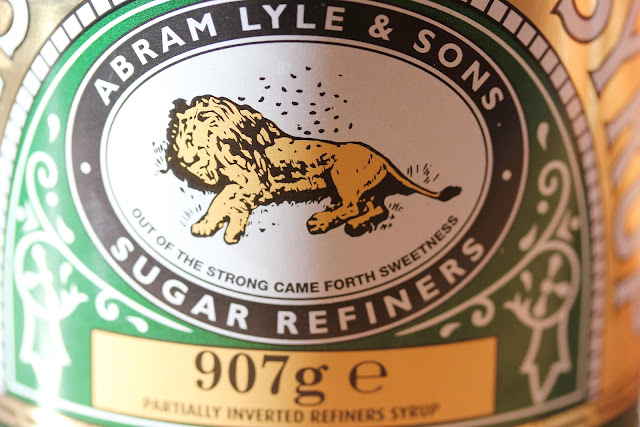 ABRAM LYLE & SONS
OUT OF THE STRONG CAME FORTH SWEETNESS
SUGAR REFINERS
907g ℮
PARTIALLY INVERTED REFINERS SYRUP